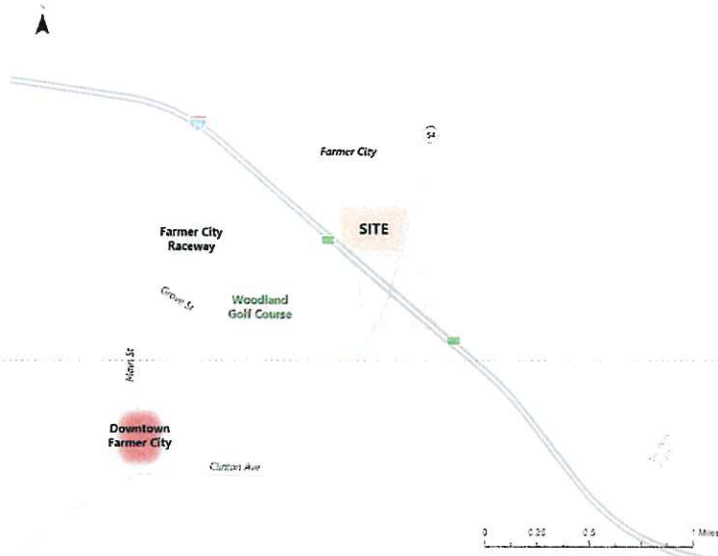 Farmer City
54
SITE
Farmer City
Raceway
Grove St
Woodland
Golf Course
Main St
Downtown
Farmer City
Clinton Ave
0 0.25 0.5 1 Miles